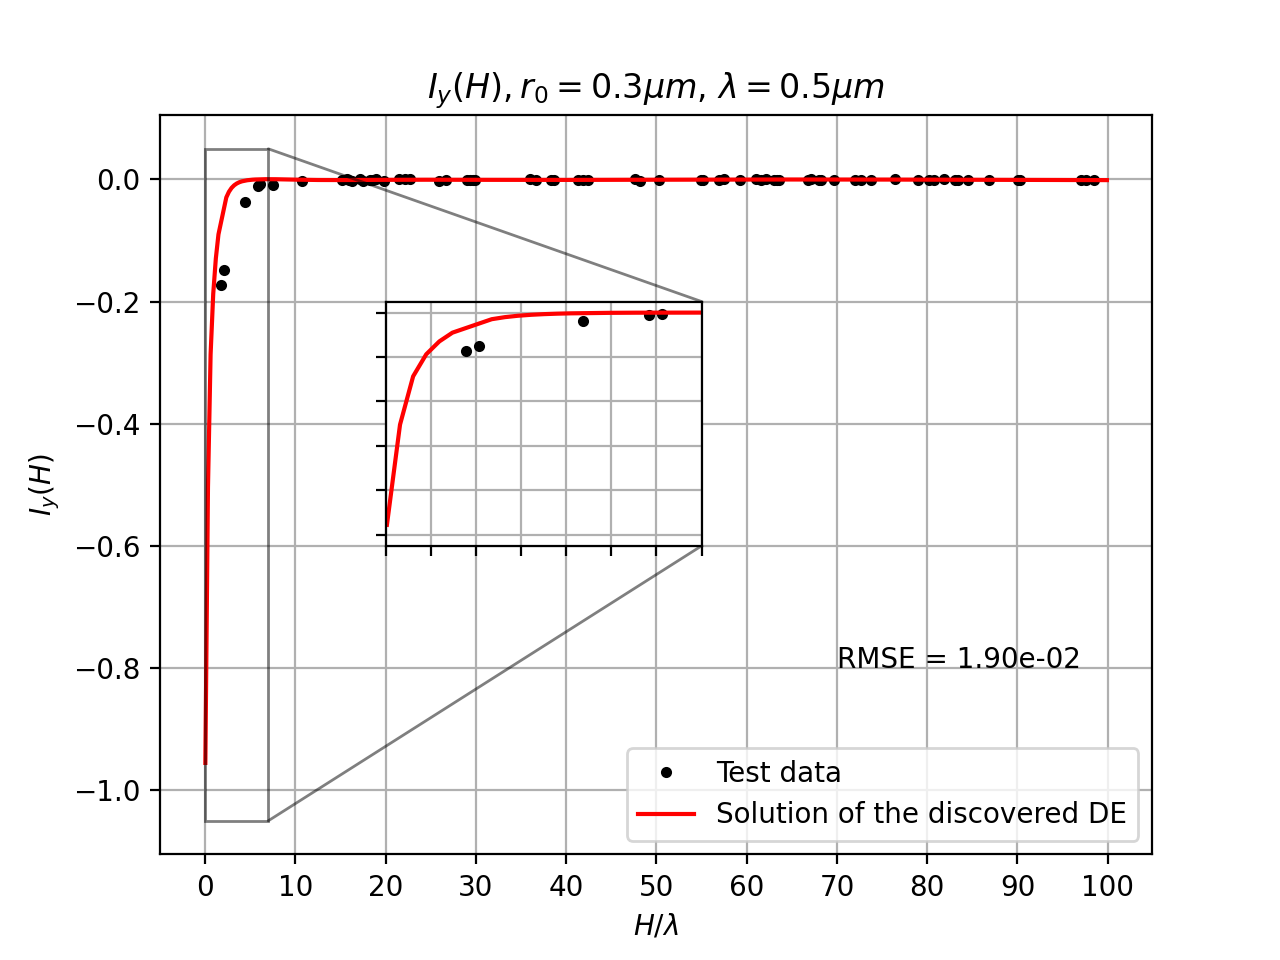 I_y(H), r_0 = 0.3μm, λ = 0.5μm
0.0
−0.2
−0.4
−0.6
−0.8
−1.0
I_y(H)
RMSE = 1.90e-02
Test data
Solution of the discovered DE
0 10 20 30 40 50 60 70 80 90 100
H/λ